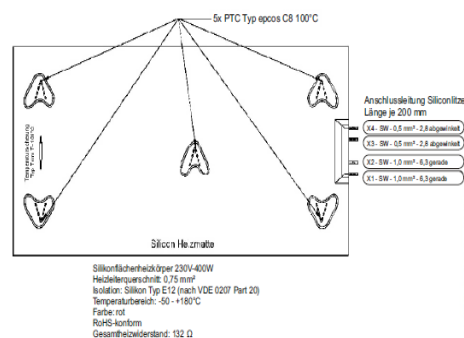 5x PTC Typ epcos C8 100°C
Anschlussleitung Siliconlitze
Länge je 200 mm
X4 - SW - 0,5 mm² - 2,8 abgewinkelt
X3 - SW - 0,5 mm² - 2,8 abgewinkelt
X2 - SW - 1,0 mm² - 6,3 gerade
X1 - SW - 1,0 mm² - 6,3 gerade
Temperatursicherung
Silicon Heizmatte
Silikonflächenheizkörper 230V-400W
Heizleiterquerschnitt: 0,75 mm²
Isolation: Silikon Typ E12 (nach VDE 0207 Part 20)
Temperaturbereich: -50 - +180°C
Farbe: rot
RoHS-konform
Gesamtheizwiderstand: 132 Ω